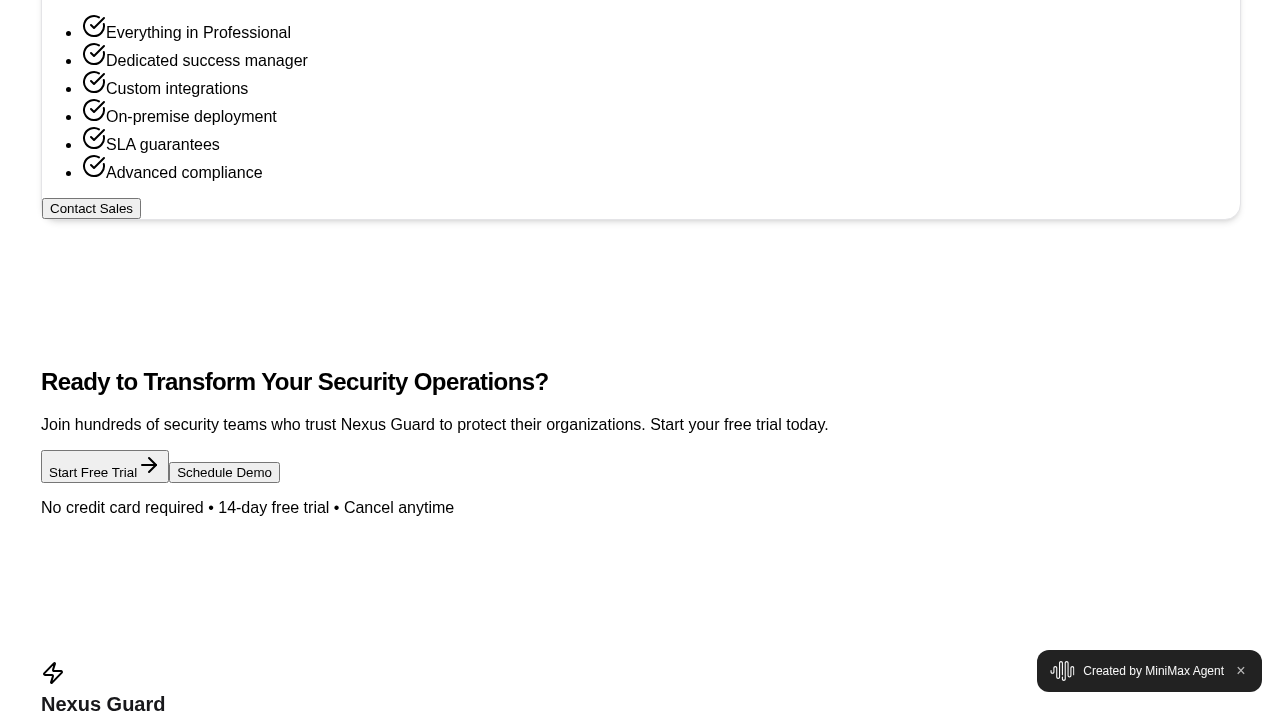 Everything in Professional
Dedicated success manager
Custom integrations
On-premise deployment
SLA guarantees
Advanced compliance
Contact Sales
Ready to Transform Your Security Operations?
Join hundreds of security teams who trust Nexus Guard to protect their organizations. Start your free trial today.
Start Free Trial Schedule Demo
No credit card required • 14-day free trial • Cancel anytime
Created by MiniMax Agent ×
Nexus Guard